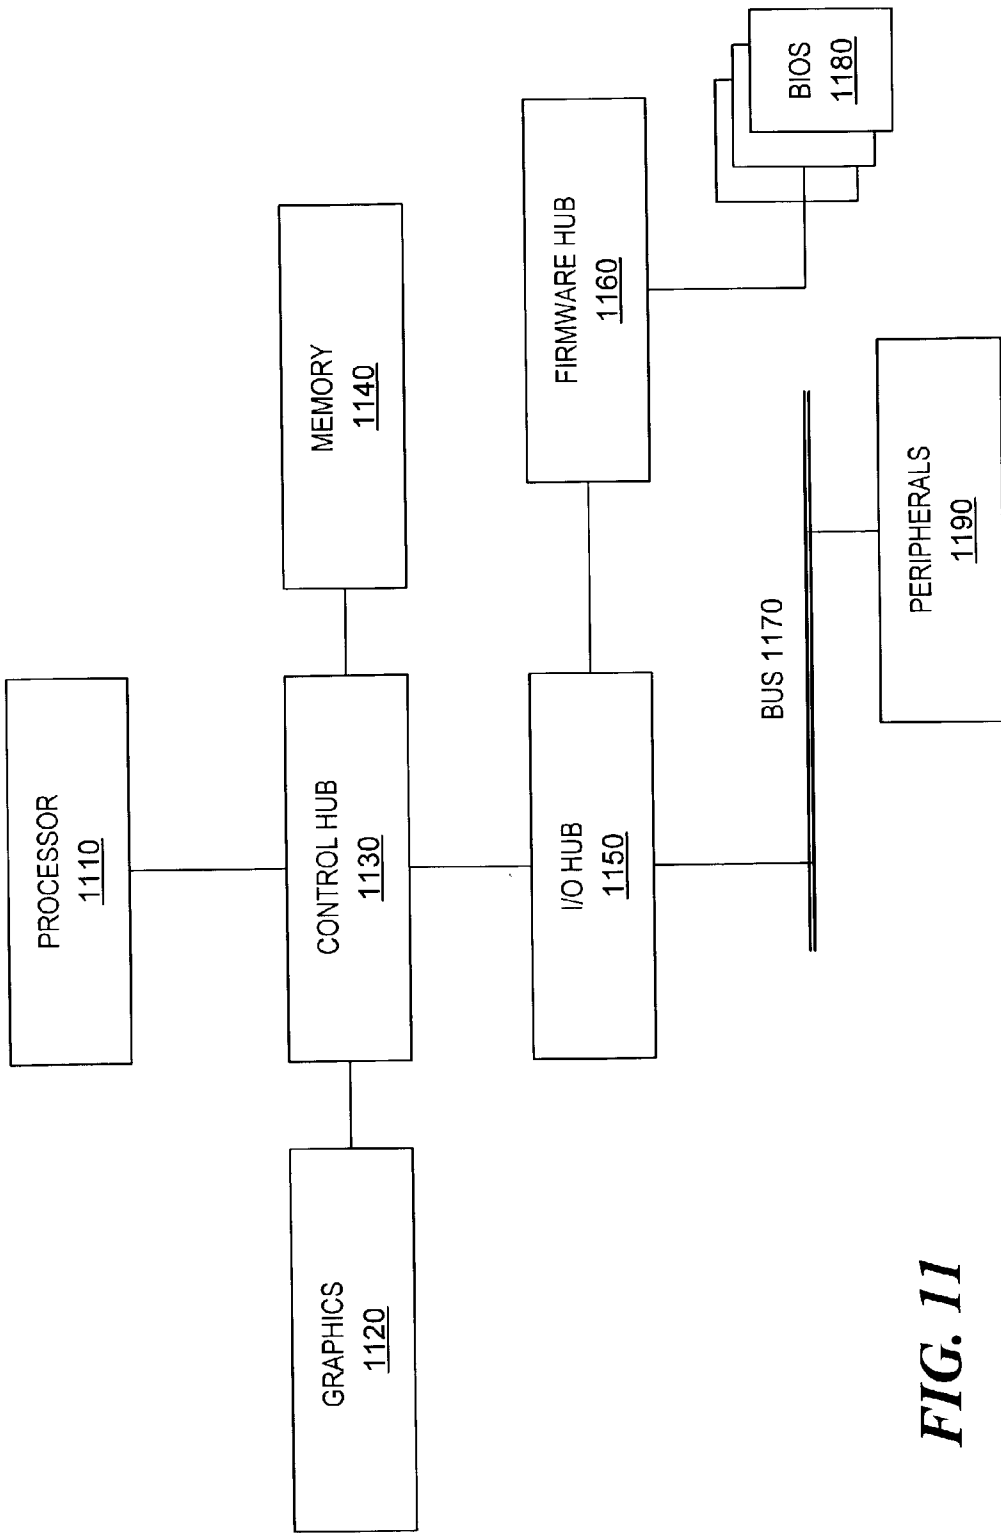 PROCESSOR
1110
GRAPHICS
1120
CONTROL HUB
1130
MEMORY
1140
I/O HUB
1150
FIRMWARE HUB
1160
BUS 1170
BIOS
1180
PERIPHERALS
1190
FIG. 11